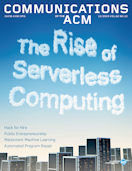 COMMUNICATIONS
OF THE
ACM
The Rise of
Serverless
Computing
Hack for Hire
Public Entrepreneurship
Malevolent Machine Learning
Automated Program Repair